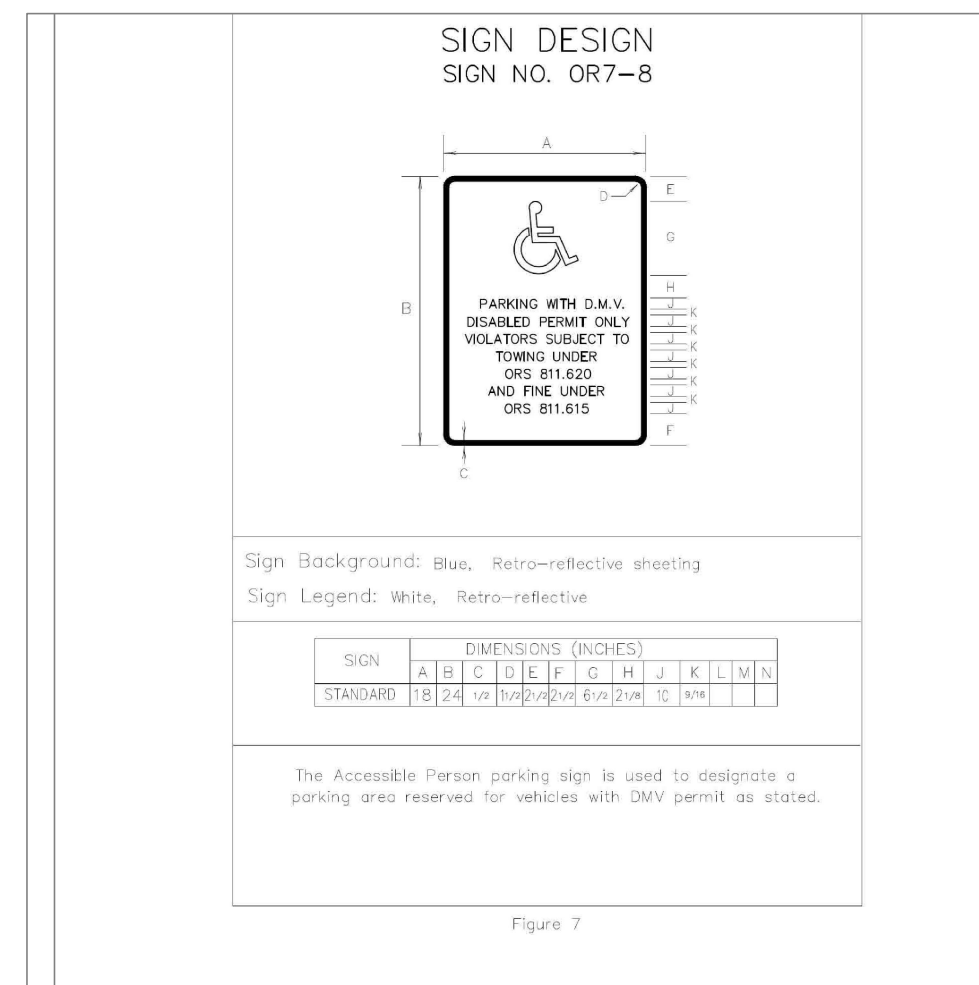 SIGN DESIGN
SIGN NO. OR7-8
A
D
E
G
B
H
PARKING WITH D.M.V.
DISABLED PERMIT ONLY
VIOLATORS SUBJECT TO
TOWING UNDER
ORS 811.620
AND FINE UNDER
ORS 811.615
J
K
J
K
J
K
J
K
J
K
J
K
J
F
C
Sign Background: Blue, Retro-reflective sheeting
Sign Legend: White, Retro-reflective
SIGN DIMENSIONS (INCHES)
A B C D E F G H J K L M N
STANDARD 18 24 1/2 11/2 21/2 21/2 61/2 21/8 1C 9/16
The Accessible Person parking sign is used to designate a
parking area reserved for vehicles with DMV permit as stated.
Figure 7